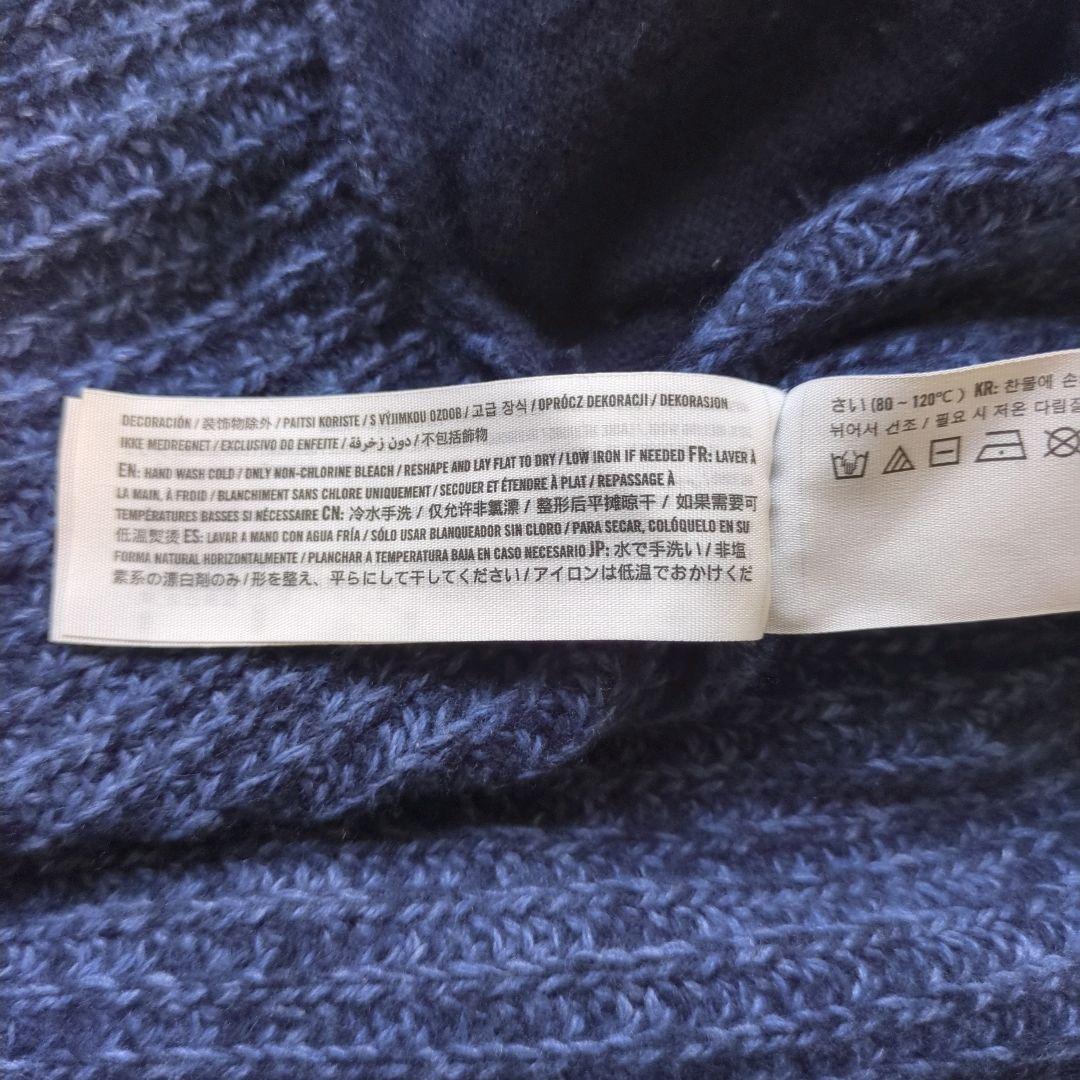 DECORACIÓN / 装饰物除外 / PAITSI KORISTE / S VÝJIMKOU OZDOB / 고급 장식 / OPRÓCZ DEKORACJI / DEKORASJON
IKKE MEDREGNET / EXCLUSIVO DO ENFEITE / دون زخرفة / 不包括飾物
EN: HAND WASH COLD / ONLY NON-CHLORINE BLEACH / RESHAPE AND LAY FLAT TO DRY / LOW IRON IF NEEDED FR: LAVER À
LA MAIN, À FROID / BLANCHIMENT SANS CHLORE UNIQUEMENT / SECOUER ET ÉTENDRE À PLAT / REPASSAGE À
TEMPÉRATURES BASSES SI NÉCESSAIRE CN: 冷水手洗 / 仅允许非氯漂 / 整形后平摊晾干 / 如果需要可
低温熨烫 ES: LAVAR A MANO CON AGUA FRÍA / SÓLO USAR BLANQUEADOR SIN CLORO / PARA SECAR, COLÓQUELO EN SU
FORMA NATURAL HORIZONTALMENTE / PLANCHAR A TEMPERATURA BAJA EN CASO NECESARIO JP: 水で手洗い / 非塩
素系の漂白剤のみ / 形を整え、平らにして干してください / アイロンは低温でおかけくだ
さい (80 ~ 120°C) KR: 찬물에 손
뉘어서 건조 / 필요 시 저온 다림질